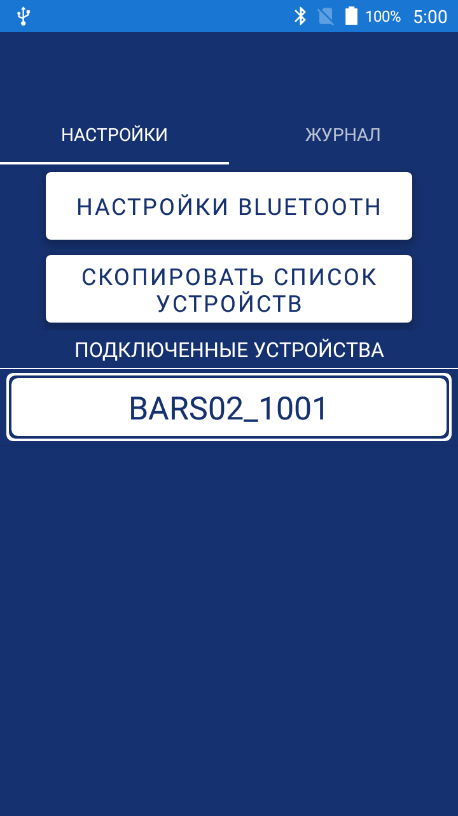 100% 5:00
НАСТРОЙКИ ЖУРНАЛ
НАСТРОЙКИ BLUETOOTH
СКОПИРОВАТЬ СПИСОК
УСТРОЙСТВ
ПОДКЛЮЧЕННЫЕ УСТРОЙСТВА
BARS02_1001